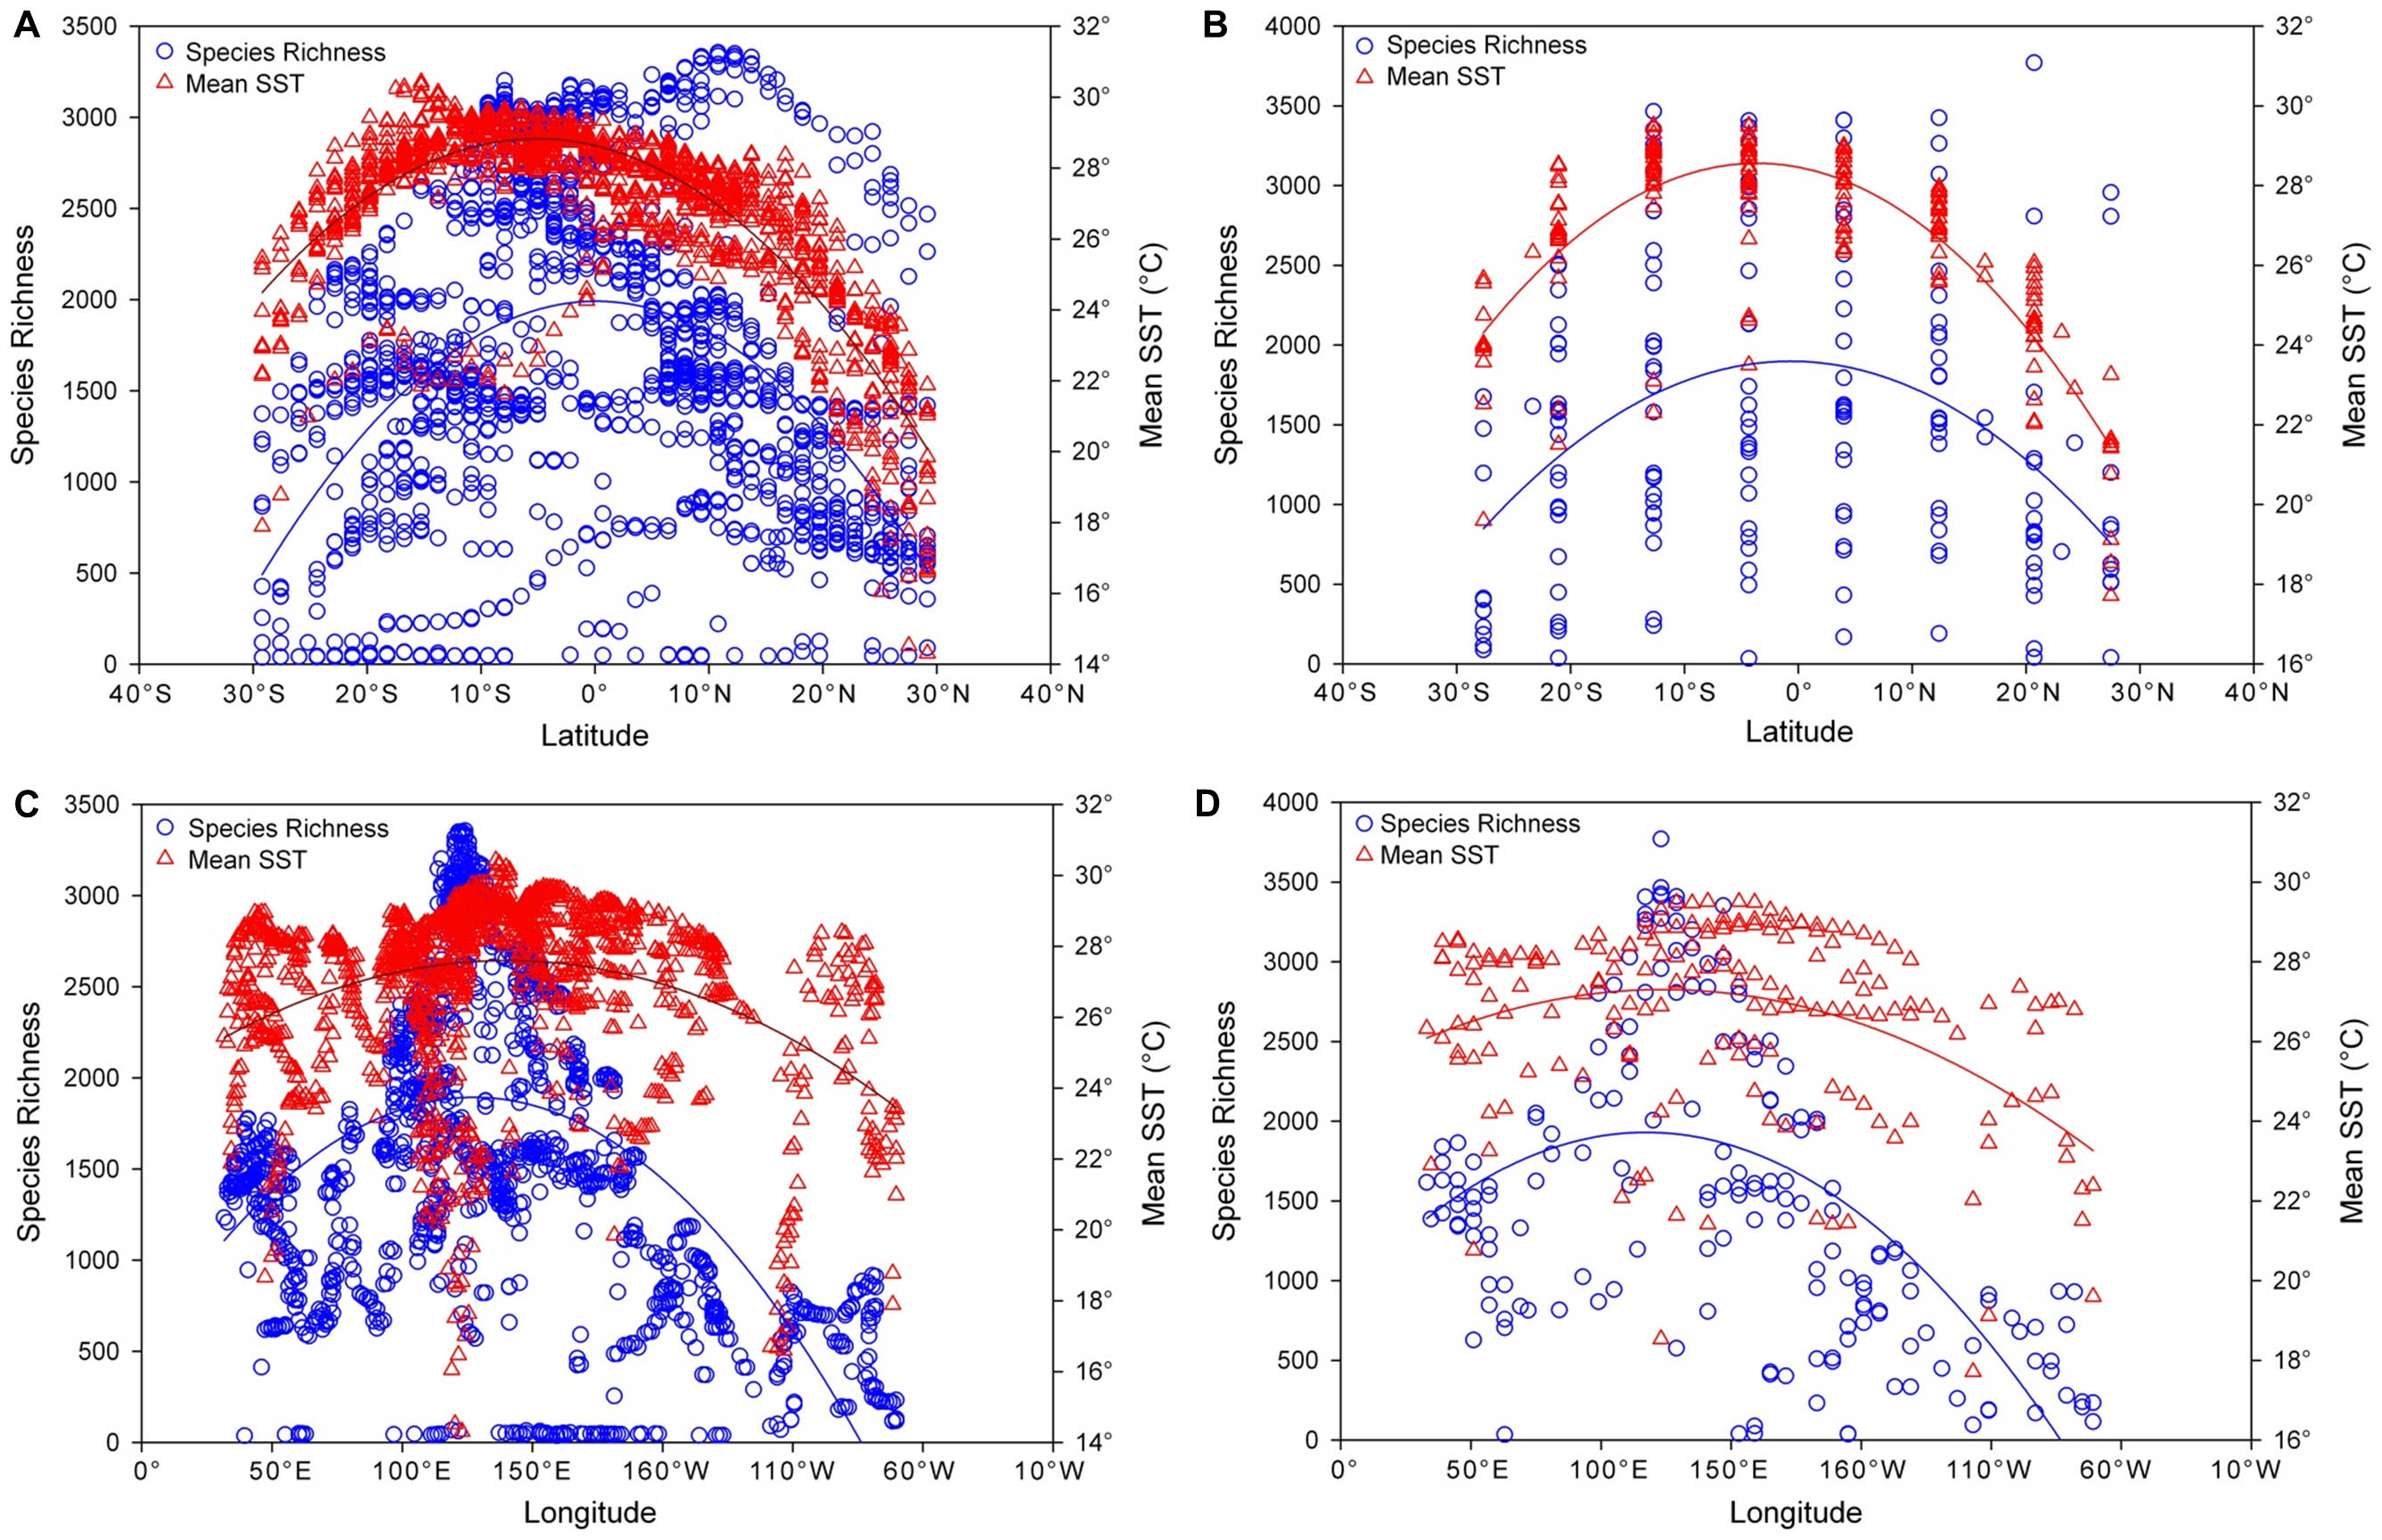 A
Species Richness
Mean SST
3500
3000
2500
2000
1500
1000
500
0
32°
30°
28°
26°
24°
22°
20°
18°
16°
14°
40°S
30°S
20°S
10°S
0°
10°N
20°N
30°N
40°N
Species Richness
Mean SST (°C)
Latitude
B
Species Richness
Mean SST
4000
3500
3000
2500
2000
1500
1000
500
0
32°
30°
28°
26°
24°
22°
20°
18°
16°
40°S
30°S
20°S
10°S
0°
10°N
20°N
30°N
40°N
Species Richness
Mean SST (°C)
Latitude
C
Species Richness
Mean SST
3500
3000
2500
2000
1500
1000
500
0
32°
30°
28°
26°
24°
22°
20°
18°
16°
14°
0°
50°E
100°E
150°E
160°W
110°W
60°W
10°W
Species Richness
Mean SST (°C)
Longitude
D
Species Richness
Mean SST
4000
3500
3000
2500
2000
1500
1000
500
0
32°
30°
28°
26°
24°
22°
20°
18°
16°
0°
50°E
100°E
150°E
160°W
110°W
60°W
10°W
Species Richness
Mean SST (°C)
Longitude